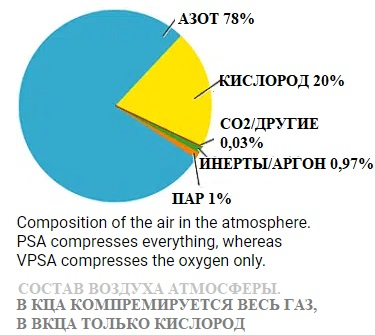 АЗОТ 78%
КИСЛОРОД 20%
СО2/ДРУГИЕ
0,03%
ИНЕРТЫ/АРГОН 0,97%
ПАР 1%
Composition of the air in the atmosphere.
PSA compresses everything, whereas
VPSA compresses the oxygen only.
СОСТАВ ВОЗДУХА АТМОСФЕРЫ.
В КЦА КОМПРЕМИРУЕТСЯ ВЕСЬ ГАЗ,
В ВКЦА ТОЛЬКО КИСЛОРОД